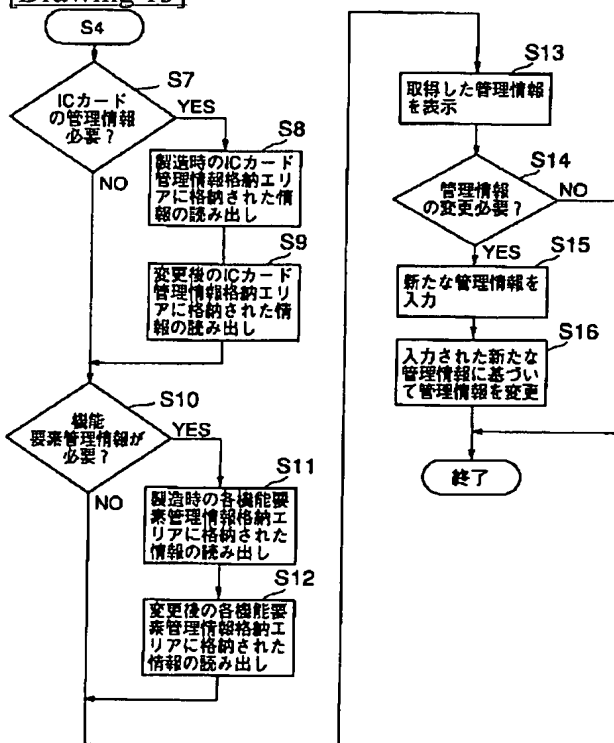 [Drawing 15]
S4
S7
ICカード
の管理情報
必要?
YES
NO
S8
製造時のICカード
管理情報格納エリ
アに格納された情
報の読み出し
S9
変更後のICカード
管理情報格納エリ
アに格納された情
報の読み出し
S10
機能
要素管理情報が
必要?
YES
NO
S11
製造時の各機能要
素管理情報格納エ
リアに格納された
情報の読み出し
S12
変更後の各機能要
素管理情報格納エ
リアに格納された
情報の読み出し
S13
取得した管理情報
を表示
S14
管理情報
の変更必要?
NO
YES
S15
新たな管理情報を
入力
S16
入力された新たな
管理情報に基づい
て管理情報を変更
終了